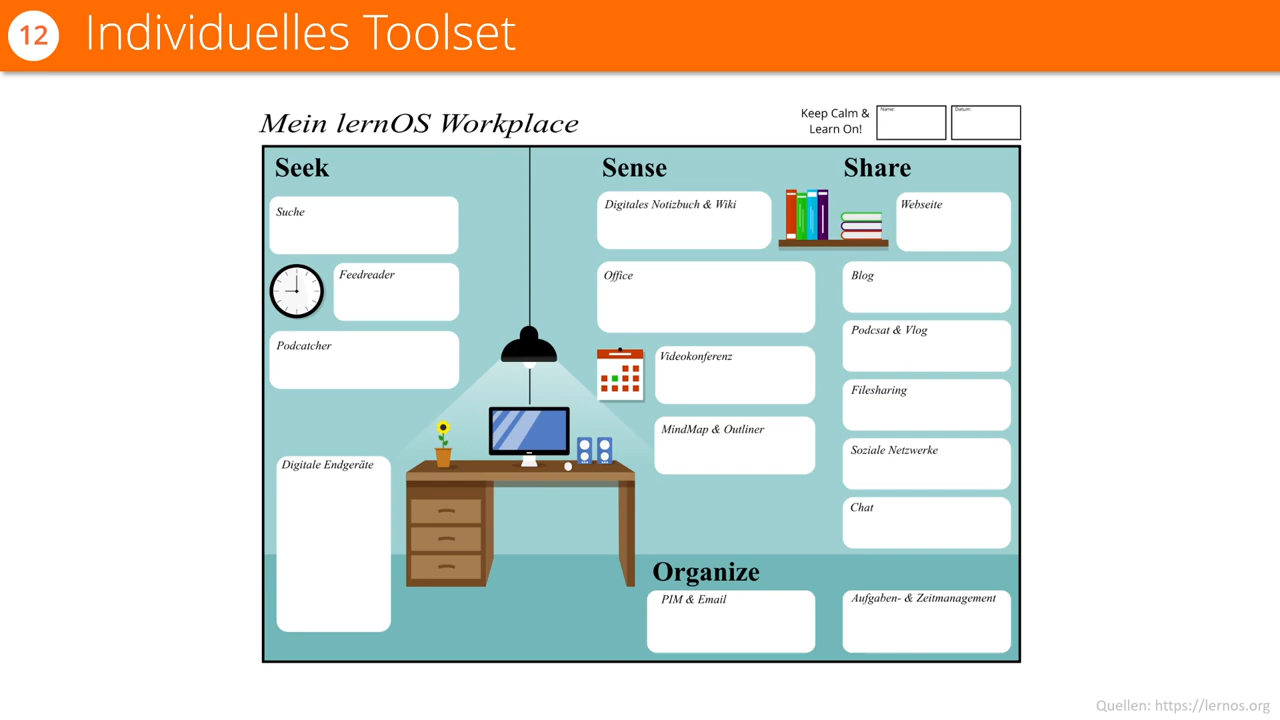 12 Individuelles Toolset
Mein lernOS Workplace
Keep Calm &
Learn On!
Name:
Datum:
Seek
Suche
Feedreader
Podcatcher
Digitale Endgeräte
Sense
Digitales Notizbuch & Wiki
Office
Videokonferenz
MindMap & Outliner
Share
Webseite
Blog
Podcsat & Vlog
Filesharing
Soziale Netzwerke
Chat
Organize
PIM & Email
Aufgaben- & Zeitmanagement
Quellen: https://lernos.org